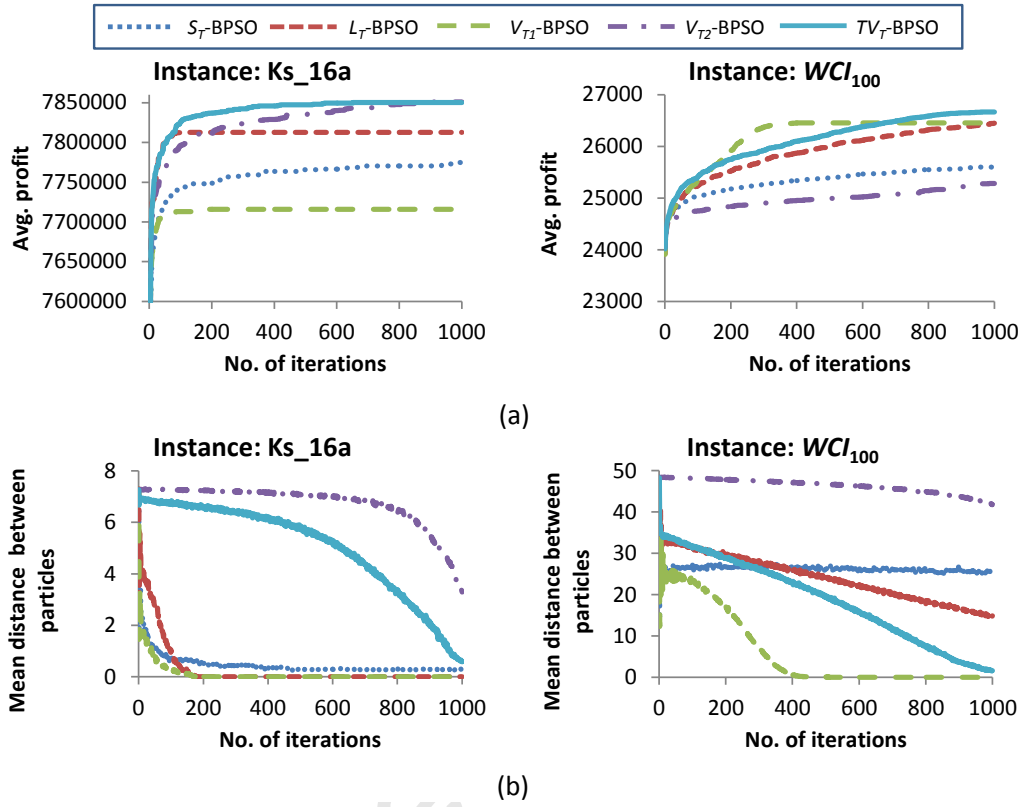 S_T-BPSO L_T-BPSO V_T1-BPSO V_T2-BPSO TV_T-BPSO
Instance: Ks_16a
Avg. profit
7850000
7800000
7750000
7700000
7650000
7600000
0 200 400 600 800 1000
No. of iterations
Instance: WCI100
Avg. profit
27000
26000
25000
24000
23000
0 200 400 600 800 1000
No. of iterations
(a)
Instance: Ks_16a
Mean distance between
particles
8
6
4
2
0
0 200 400 600 800 1000
No. of iterations
Instance: WCI100
Mean distance between
particles
50
40
30
20
10
0
0 200 400 600 800 1000
No. of iterations
(b)